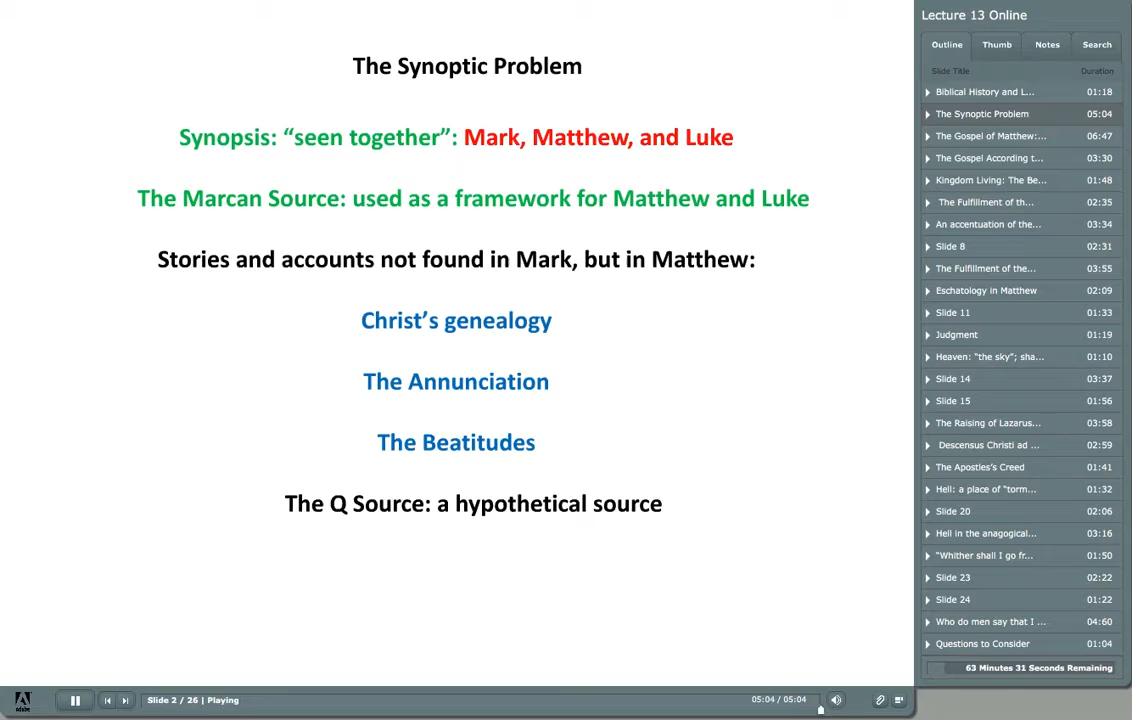 The Synoptic Problem
Synopsis: “seen together”: Mark, Matthew, and Luke
The Marcan Source: used as a framework for Matthew and Luke
Stories and accounts not found in Mark, but in Matthew:
Christ’s genealogy
The Annunciation
The Beatitudes
The Q Source: a hypothetical source
Lecture 13 Online
Outline Thumb Notes Search
Slide Title Duration
Biblical History and L... 01:18
The Synoptic Problem 05:04
The Gospel of Matthew:... 06:47
The Gospel According t... 03:30
Kingdom Living: The Be... 01:48
The Fulfillment of th... 02:35
An accentuation of the... 03:34
Slide 8 02:31
The Fulfillment of the... 03:55
Eschatology in Matthew 02:09
Slide 11 01:33
Judgment 01:19
Heaven: “the sky”; sha... 01:10
Slide 14 03:37
Slide 15 01:56
The Raising of Lazarus... 03:58
Descensus Christi ad ... 02:59
The Apostles’s Creed 01:41
Hell: a place of “torm... 01:32
Slide 20 02:06
Hell in the anagogical... 03:16
“Whither shall I go fr... 01:50
Slide 23 02:22
Slide 24 01:22
Who do men say that I ... 04:60
Questions to Consider 01:04
63 Minutes 31 Seconds Remaining
Adobe Slide 2 / 26 | Playing 05:04 / 05:04